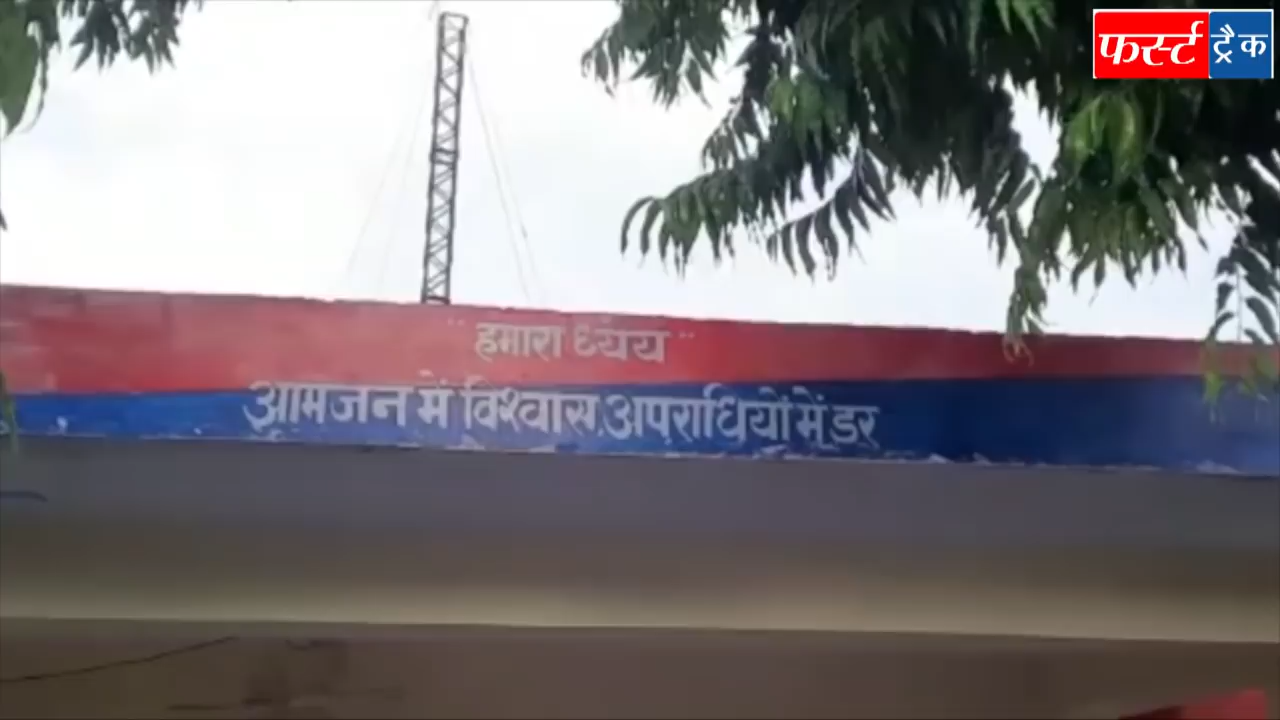 फर्स्ट ट्रैक
"हमारा ध्येय"
आमजन में विश्वास,अपराधियों में डर